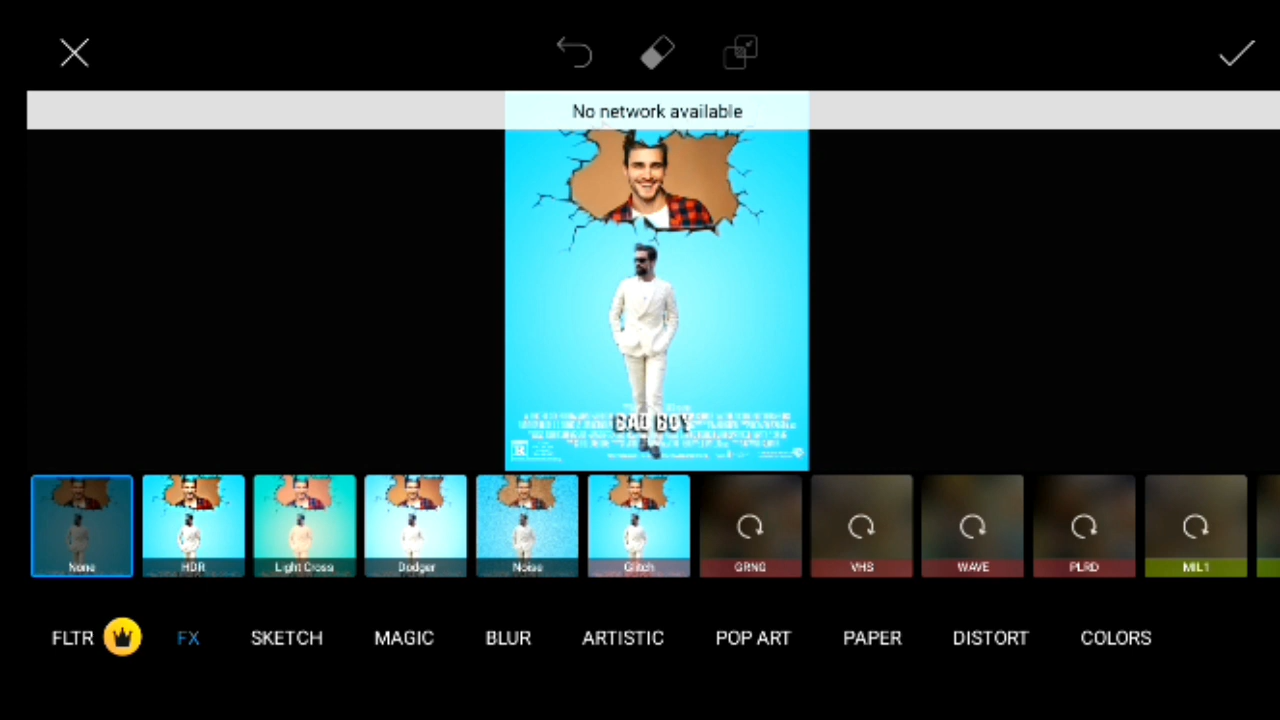 No network available
BAD BOY
R
None
HDR
Light Cross
Dodger
Noise
Glitch
GRNG
VHS
WAVE
PLRD
MIL1
FLTR
FX
SKETCH
MAGIC
BLUR
ARTISTIC
POP ART
PAPER
DISTORT
COLORS